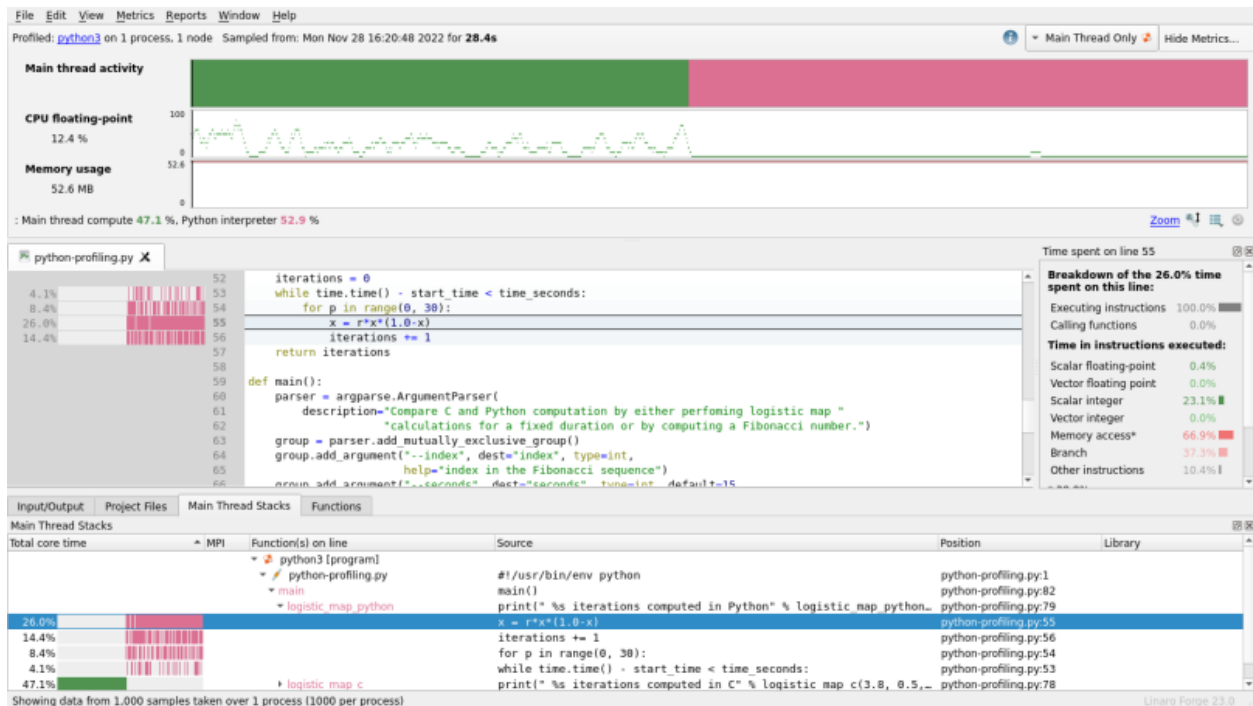 File Edit View Metrics Reports Window Help
Profiled: python3 on 1 process, 1 node Sampled from: Mon Nov 28 16:20:48 2022 for 28.4s Main Thread Only Hide Metrics...
Main thread activity
CPU floating-point 100
12.4 %
0
Memory usage 52.6
52.6 MB
0
: Main thread compute 47.1 %, Python interpreter 52.9 % Zoom
python-profiling.py X Time spent on line 55
52 iterations = 0
4.1% 53 while time.time() - start_time < time_seconds:
8.4% 54 for p in range(0, 30):
26.0% 55 x = r*x*(1.0-x)
14.4% 56 iterations += 1
57 return iterations
58
59 def main():
60 parser = argparse.ArgumentParser(
61 description="Compare C and Python computation by either perfoming logistic map "
62 "calculations for a fixed duration or by computing a Fibonacci number.")
63 group = parser.add_mutually_exclusive_group()
64 group.add_argument("--index", dest="index", type=int,
65 help="index in the Fibonacci sequence")
66 group.add_argument("--seconds", dest="seconds", type=int, default=15,
Breakdown of the 26.0% time
spent on this line:
Executing instructions 100.0%
Calling functions 0.0%
Time in instructions executed:
Scalar floating-point 0.4%
Vector floating point 0.0%
Scalar integer 23.1%
Vector integer 0.0%
Memory access* 66.9%
Branch 37.3%
Other instructions 10.4%
Input/Output Project Files Main Thread Stacks Functions
Main Thread Stacks
Total core time MPI Function(s) on line Source Position Library
python3 [program]
python-profiling.py #!/usr/bin/env python python-profiling.py:1
main main() python-profiling.py:82
logistic_map_python print(" %s iterations computed in Python" % logistic_map_python... python-profiling.py:79
26.0% x = r*x*(1.0-x) python-profiling.py:55
14.4% iterations += 1 python-profiling.py:56
8.4% for p in range(0, 30): python-profiling.py:54
4.1% while time.time() - start_time < time_seconds: python-profiling.py:53
47.1% logistic_map_c print(" %s iterations computed in C" % logistic_map_c(3.8, 0.5,... python-profiling.py:78
Showing data from 1,000 samples taken over 1 process (1000 per process) Linaro Forge 23.0